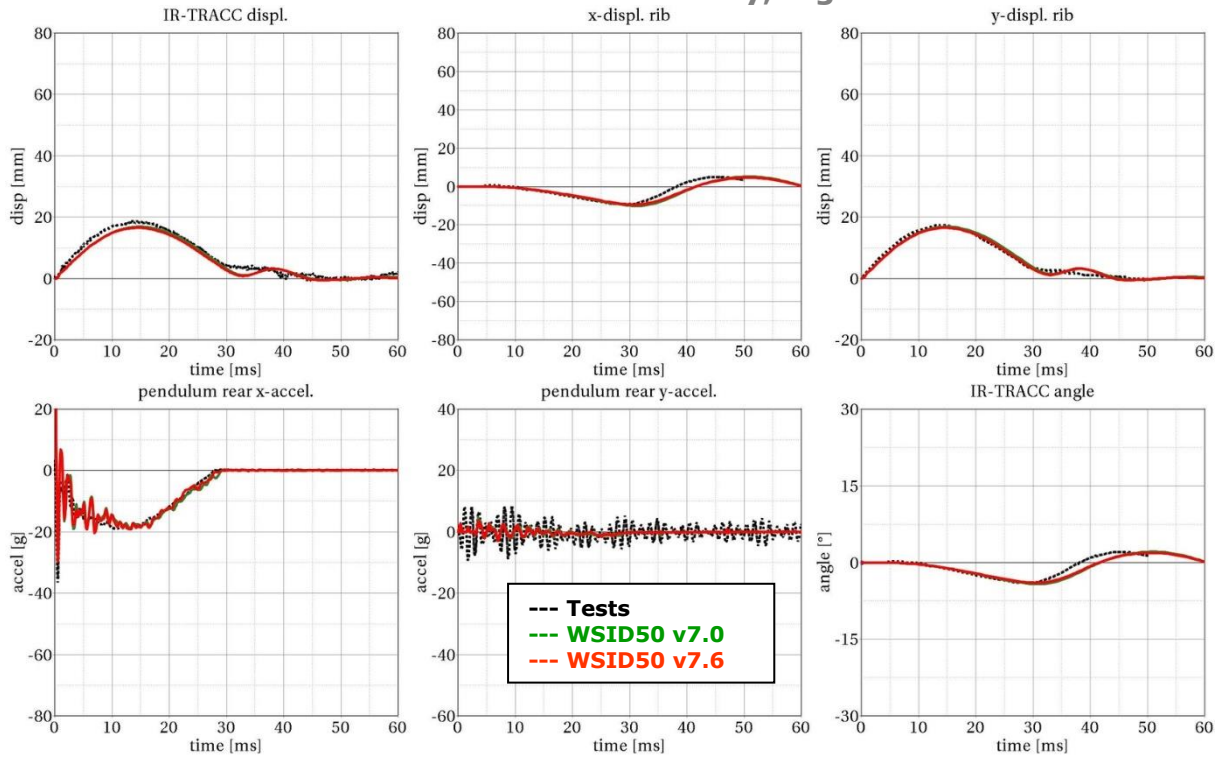 IR-TRACC displ.
x-displ. rib
y-displ. rib
80
60
40
20
0
-20
disp [mm]
0 10 20 30 40 50 60
time [ms]
80
60
40
20
0
-20
-40
-60
-80
disp [mm]
0 10 20 30 40 50 60
time [ms]
80
60
40
20
0
-20
disp [mm]
0 10 20 30 40 50 60
time [ms]
pendulum rear x-accel.
pendulum rear y-accel.
IR-TRACC angle
20
0
-20
-40
-60
-80
accel [g]
0 10 20 30 40 50 60
time [ms]
40
20
0
-20
-40
-60
accel [g]
0 10 20 30 40 50 60
time [ms]
--- Tests
--- WSID50 v7.0
--- WSID50 v7.6
30
15
0
-15
-30
angle [°]
0 10 20 30 40 50 60
time [ms]